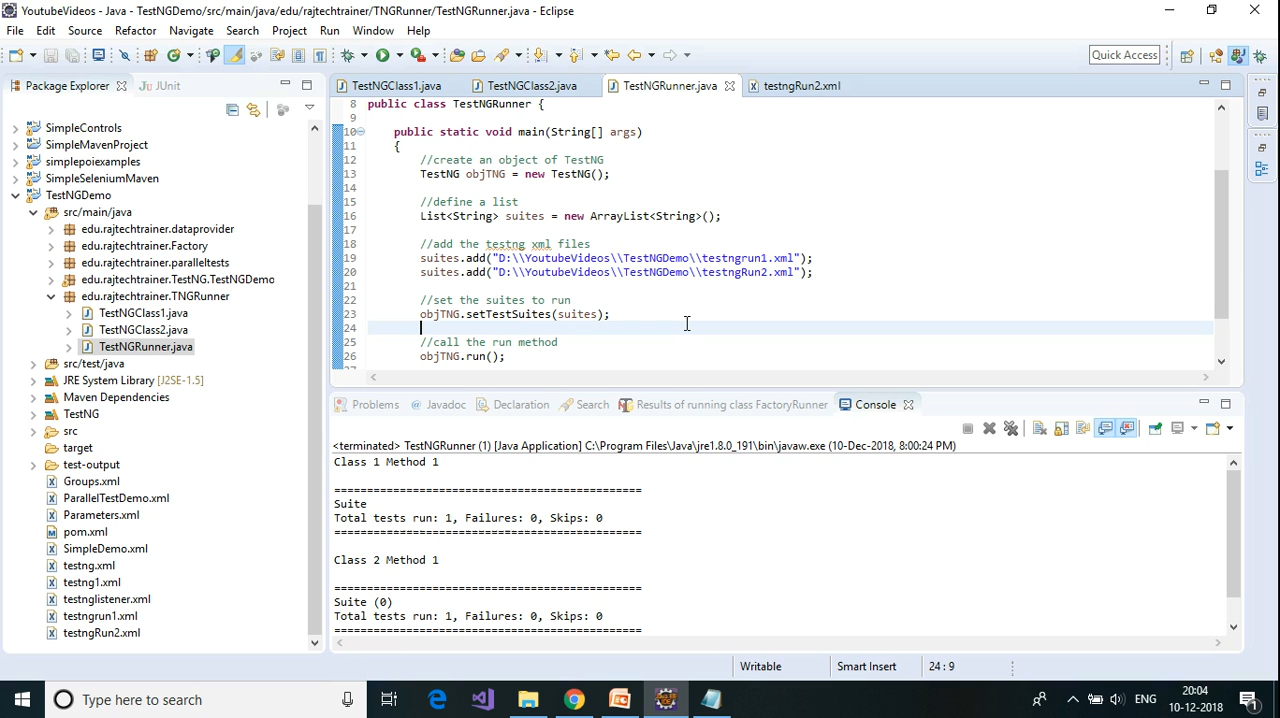 YoutubeVideos - Java - TestNGDemo/src/main/java/edu/rajtechtrainer/TNGRunner/TestNGRunner.java - Eclipse
File Edit Source Refactor Navigate Search Project Run Window Help
Quick Access
Package Explorer JUnit
SimpleControls
SimpleMavenProject
simplepoiexamples
SimpleSeleniumMaven
TestNGDemo
src/main/java
edu.rajtechtrainer.dataprovider
edu.rajtechtrainer.Factory
edu.rajtechtrainer.paralleltests
edu.rajtechtrainer.TestNG.TestNGDemo
edu.rajtechtrainer.TNGRunner
TestNGClass1.java
TestNGClass2.java
TestNGRunner.java
src/test/java
JRE System Library [J2SE-1.5]
Maven Dependencies
TestNG
src
target
test-output
Groups.xml
ParallelTestDemo.xml
Parameters.xml
pom.xml
SimpleDemo.xml
testng.xml
testng1.xml
testnglistener.xml
testngrun1.xml
testngRun2.xml
TestNGClass1.java TestNGClass2.java TestNGRunner.java testngRun2.xml
8 public class TestNGRunner {
9
10 public static void main(String[] args)
11 {
12 //create an object of TestNG
13 TestNG objTNG = new TestNG();
14
15 //define a list
16 List<String> suites = new ArrayList<String>();
17
18 //add the testng xml files
19 suites.add("D:\\YoutubeVideos\\TestNGDemo\\testngrun1.xml");
20 suites.add("D:\\YoutubeVideos\\TestNGDemo\\testngRun2.xml");
21
22 //set the suites to run
23 objTNG.setTestSuites(suites);
24
25 //call the run method
26 objTNG.run();
Problems @ Javadoc Declaration Search Results of running class FactoryRunner Console
<terminated> TestNGRunner (1) [Java Application] C:\Program Files\Java\jre1.8.0_191\bin\javaw.exe (10-Dec-2018, 8:00:24 PM)
Class 1 Method 1
===============================================
Suite
Total tests run: 1, Failures: 0, Skips: 0
===============================================
Class 2 Method 1
===============================================
Suite (0)
Total tests run: 1, Failures: 0, Skips: 0
===============================================
Writable Smart Insert 24 : 9
Type here to search
ENG
20:04
10-12-2018
1